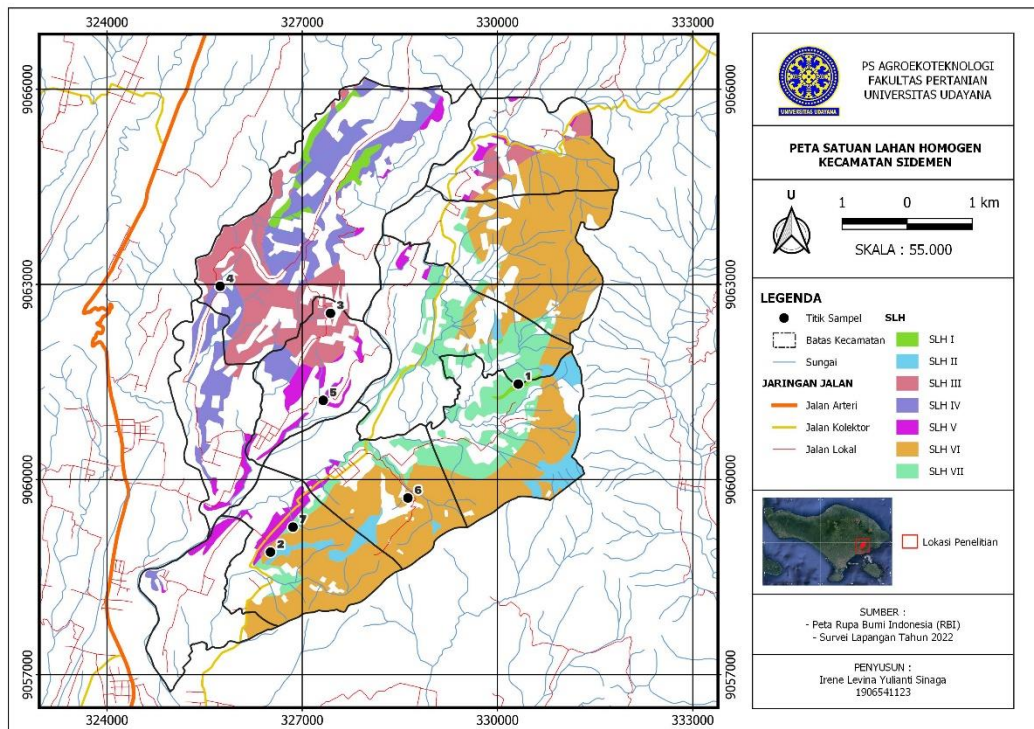 324000
327000
330000
333000
9066000
9063000
9060000
9057000
9066000
9063000
9060000
9057000
324000
327000
330000
333000
4
3
5
1
6
7
2
UNIVERSITAS UDAYANA
PS AGROEKOTEKNOLOGI
FAKULTAS PERTANIAN
UNIVERSITAS UDAYANA
PETA SATUAN LAHAN HOMOGEN
KECAMATAN SIDEMEN
U
1 0 1 km
SKALA : 55.000
LEGENDA
Titik Sampel
Batas Kecamatan
Sungai
JARINGAN JALAN
Jalan Arteri
Jalan Kolektor
Jalan Lokal
SLH
SLH I
SLH II
SLH III
SLH IV
SLH V
SLH VI
SLH VII
Lokasi Penelitian
SUMBER :
- Peta Rupa Bumi Indonesia (RBI)
- Survei Lapangan Tahun 2022
PENYUSUN :
Irene Levina Yulianti Sinaga
1906541123